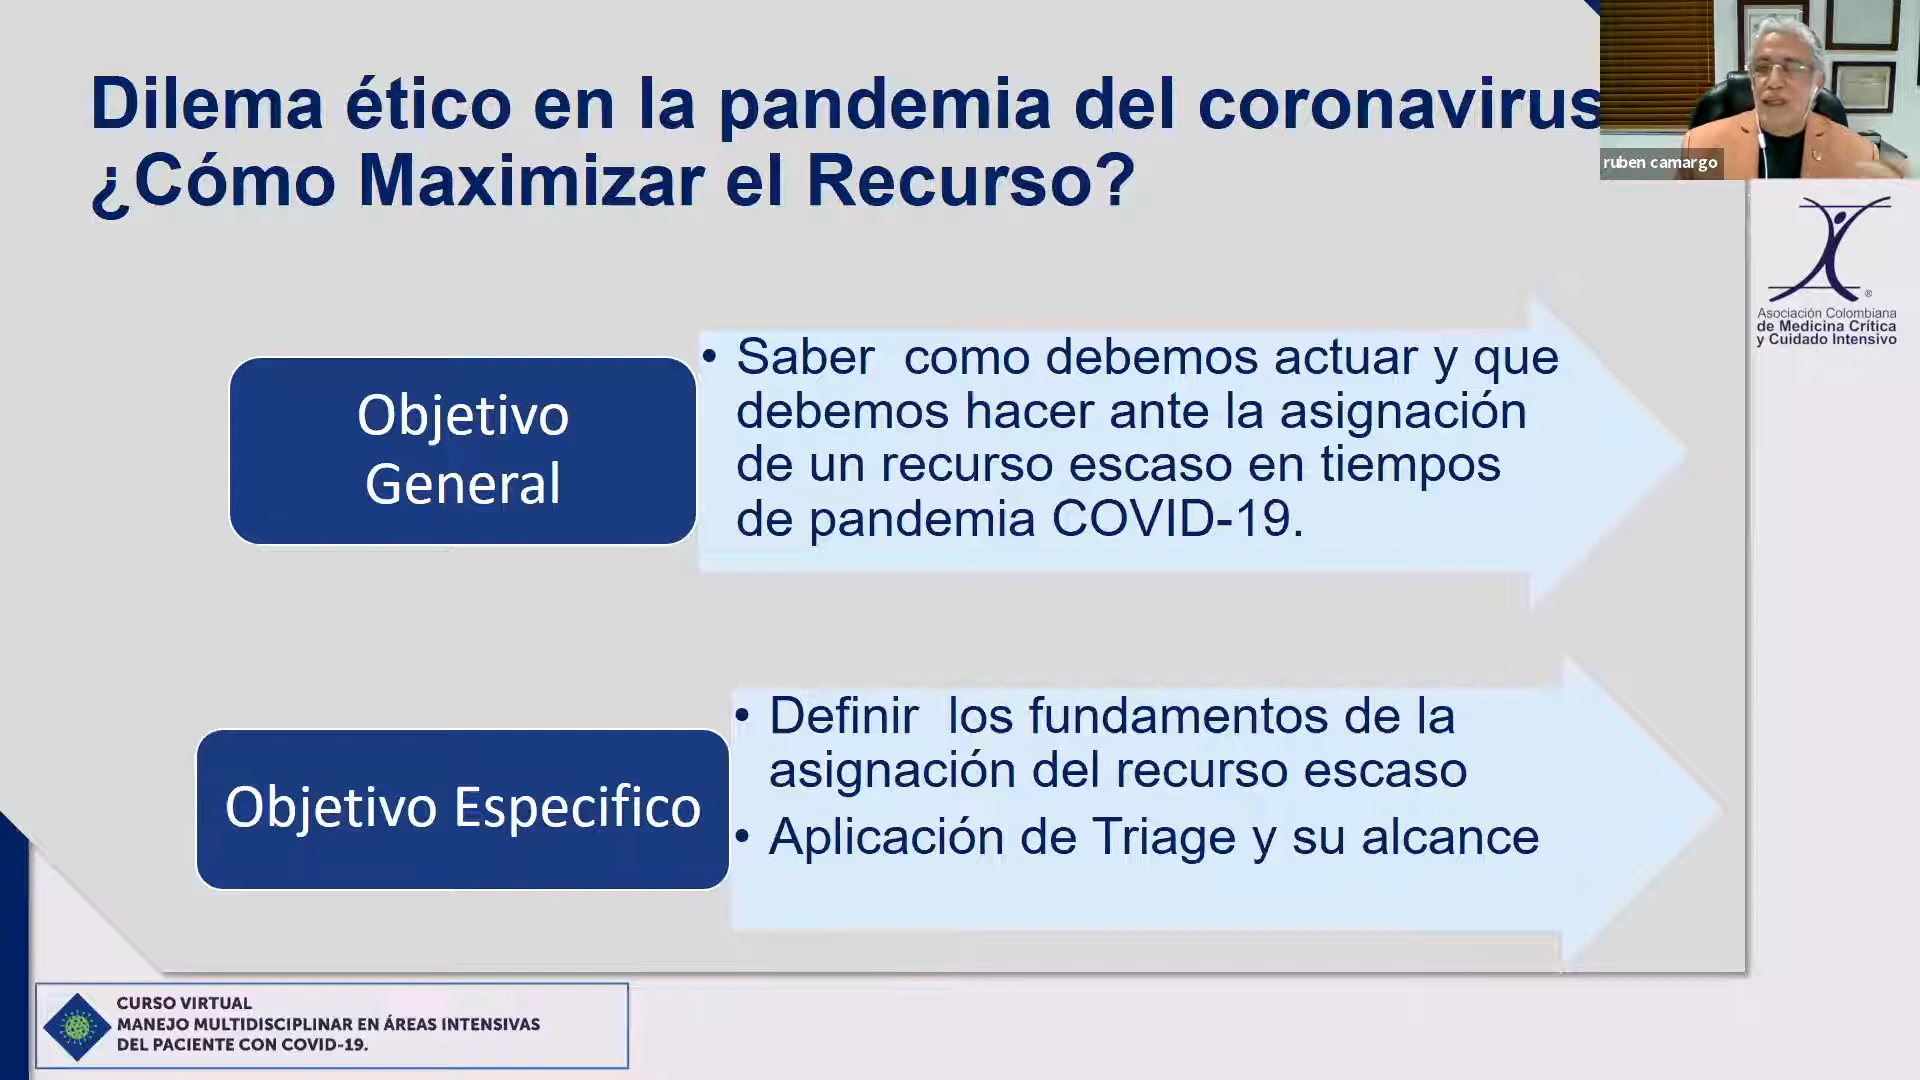 Dilema ético en la pandemia del coronavirus
¿Cómo Maximizar el Recurso?
ruben camargo
®
Asociación Colombiana
de Medicina Crítica
y Cuidado Intensivo
Objetivo
General
• Saber  como debemos actuar y que
debemos hacer ante la asignación
de un recurso escaso en tiempos
de pandemia COVID-19.
Objetivo Especifico
• Definir  los fundamentos de la
asignación del recurso escaso
• Aplicación de Triage y su alcance
CURSO VIRTUAL
MANEJO MULTIDISCIPLINAR EN ÁREAS INTENSIVAS
DEL PACIENTE CON COVID-19.